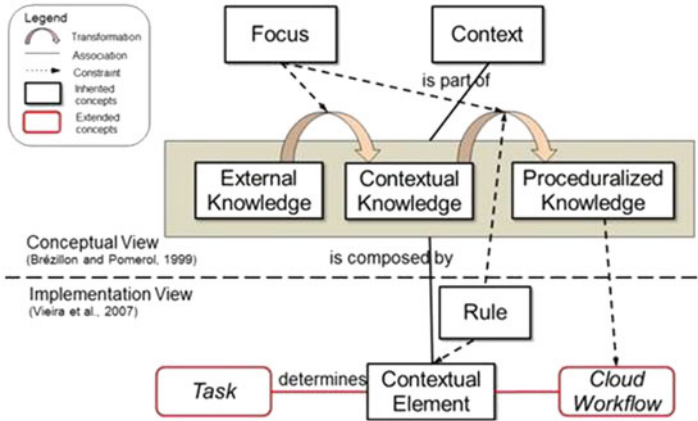 Legend
Transformation
Association
Constraint
Inherited
concepts
Extended
concepts
Focus
Context
is part of
External
Knowledge
Contextual
Knowledge
Proceduralized
Knowledge
Conceptual View
(Brézillon and Pomerol, 1999)
is composed by
Implementation View
(Vieira et al., 2007)
Rule
Task
determines
Contextual
Element
Cloud
Workflow